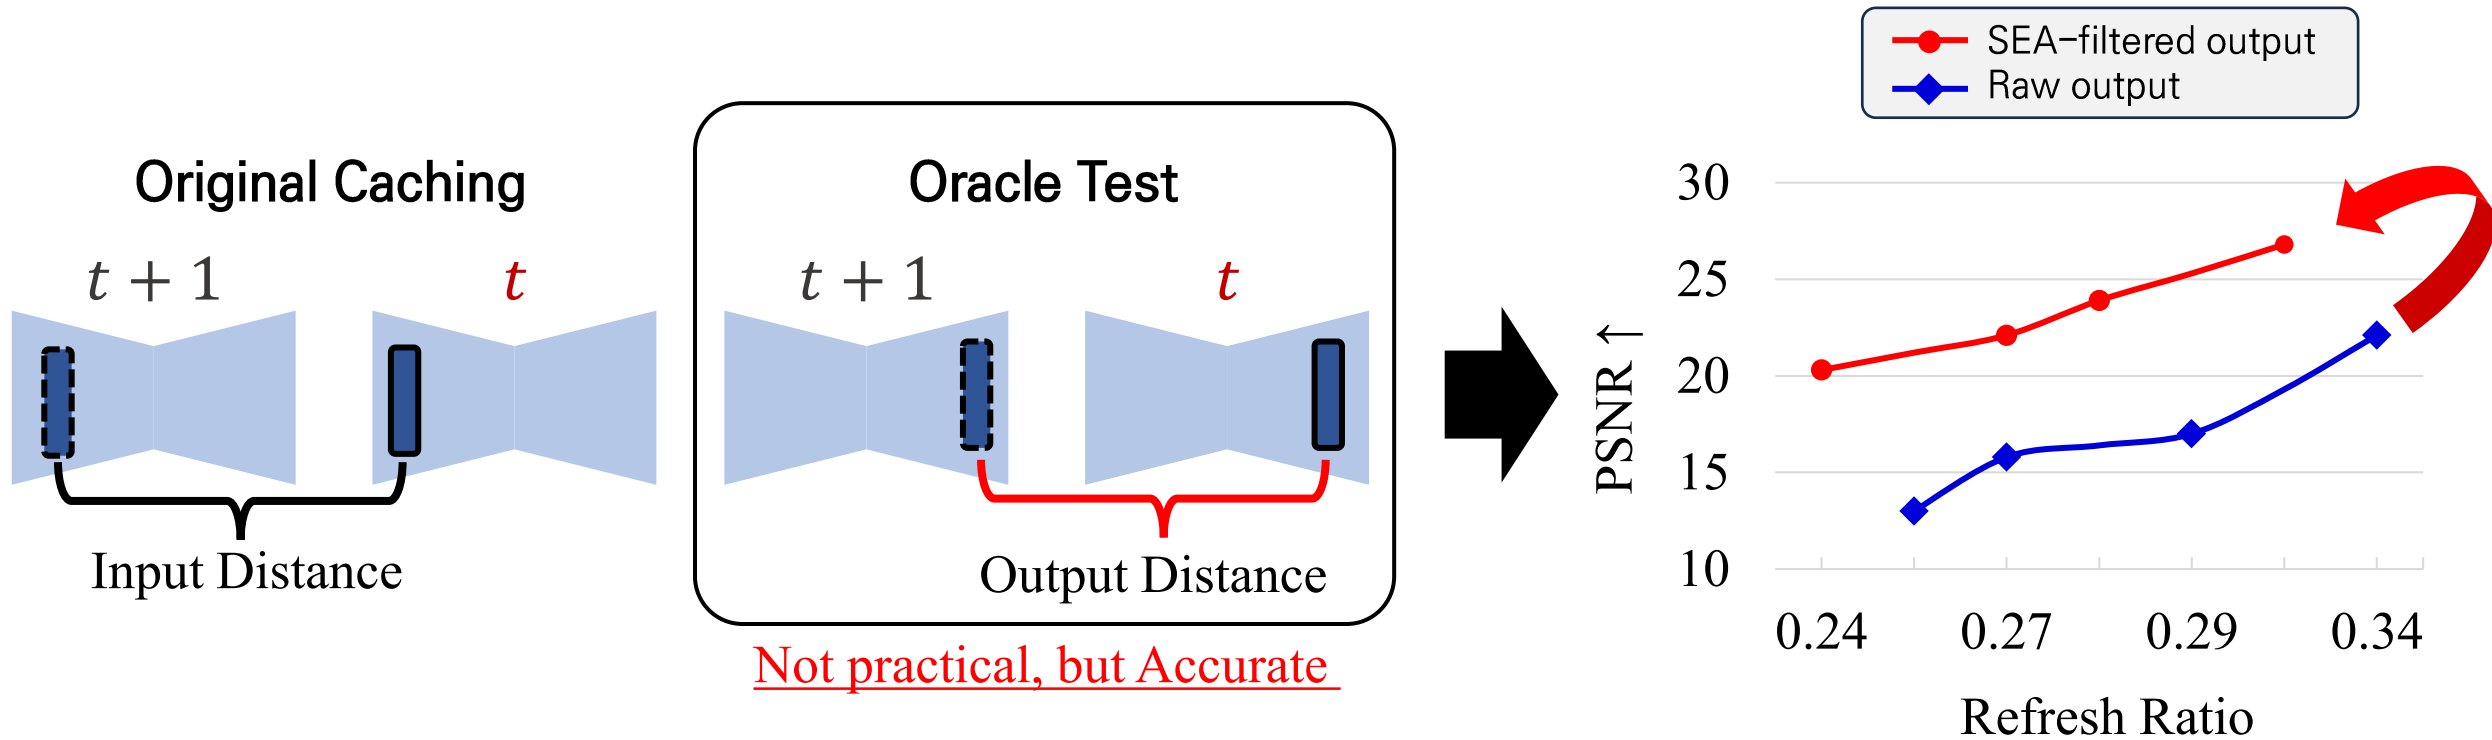 Original Caching
t + 1
t
Input Distance
Oracle Test
t + 1
t
Output Distance
Not practical, but Accurate
SEA-filtered output
Raw output
PSNR ↑
30
25
20
15
10
0.24 0.27 0.29 0.34
Refresh Ratio